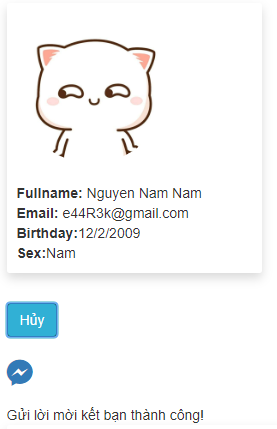 Fullname: Nguyen Nam Nam
Email: e44R3k@gmail.com
Birthday:12/2/2009
Sex:Nam
Hủy
Gửi lời mời kết bạn thành công!